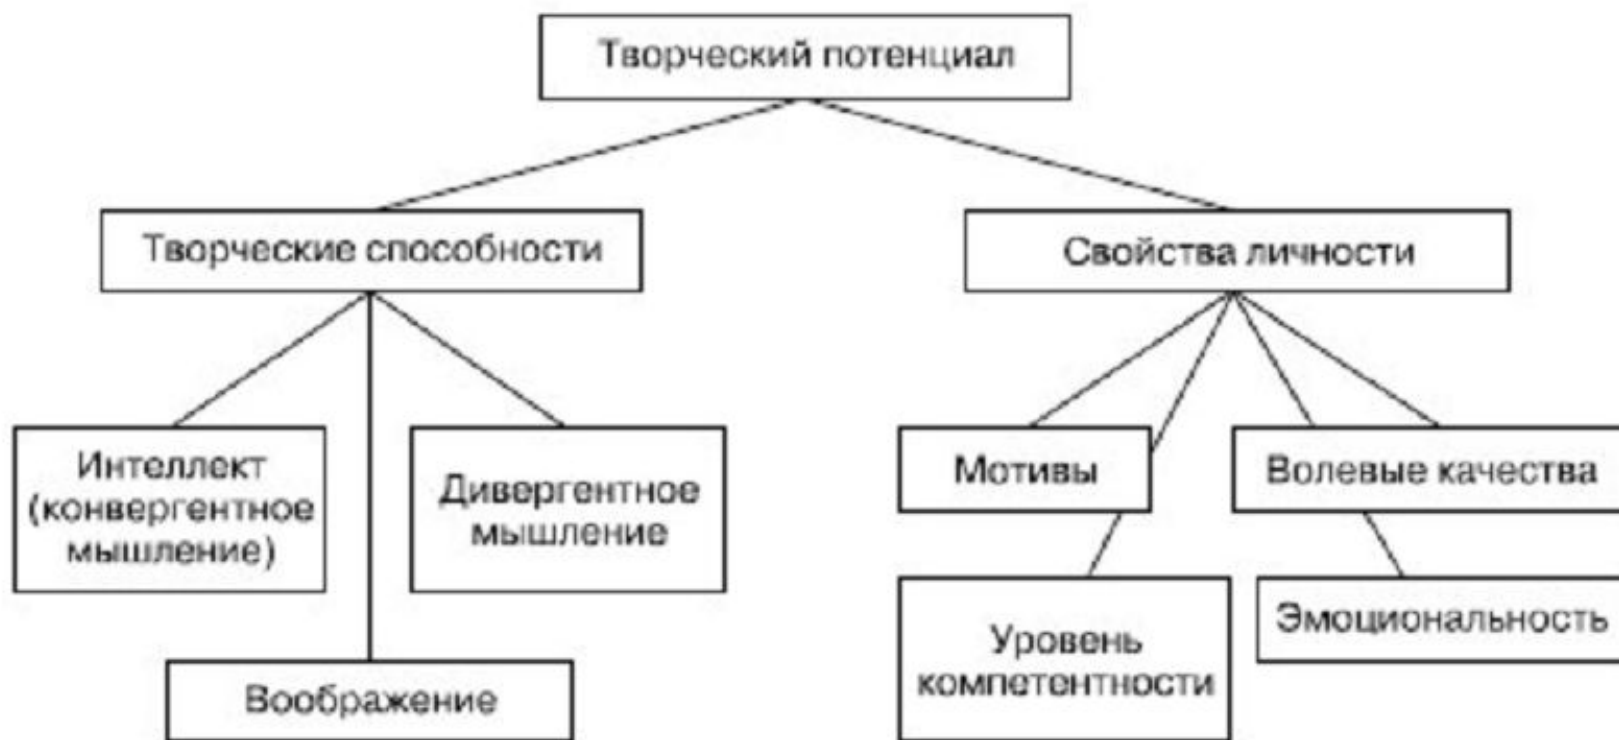 Творческий потенциал
Творческие способности
Свойства личности
Интеллект
(конвергентное
мышление)
Дивергентное
мышление
Воображение
Мотивы
Волевые качества
Уровень
компетентности
Эмоциональность